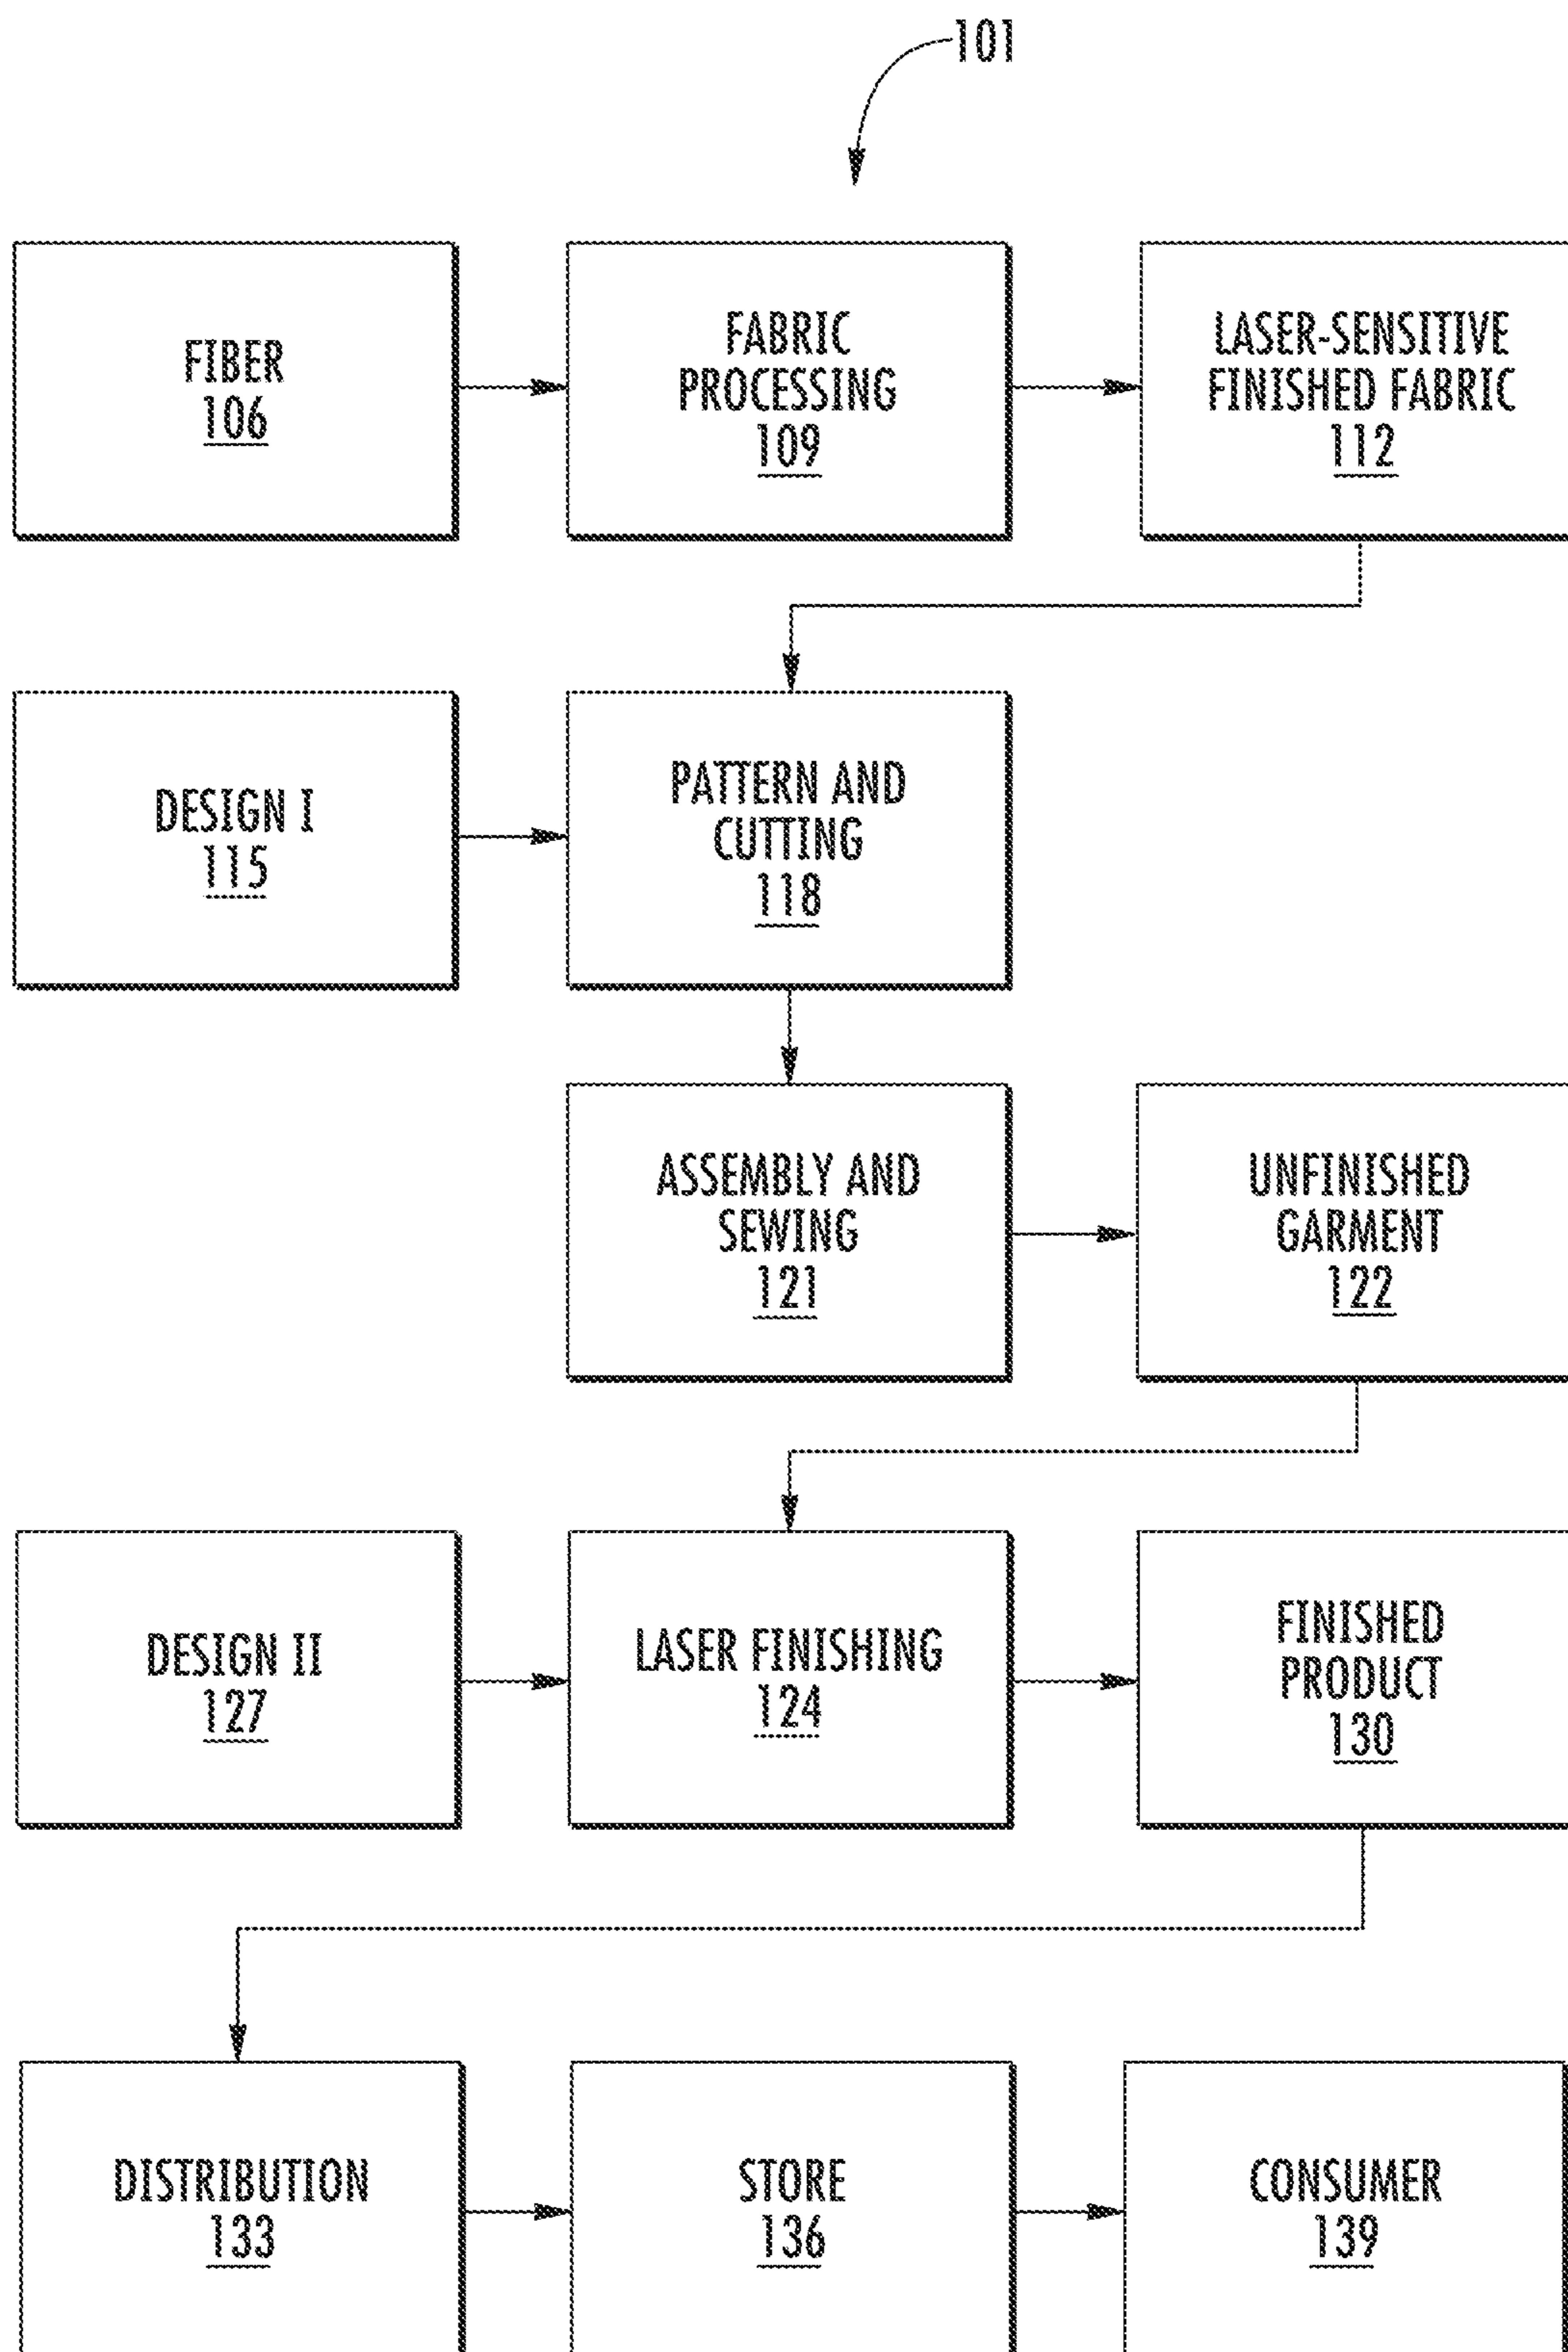 101
FIBER
106
FABRIC
PROCESSING
109
LASER-SENSITIVE
FINISHED FABRIC
112
DESIGN I
115
PATTERN AND
CUTTING
118
ASSEMBLY AND
SEWING
121
UNFINISHED
GARMENT
122
DESIGN II
127
LASER FINISHING
124
FINISHED
PRODUCT
130
DISTRIBUTION
133
STORE
136
CONSUMER
139